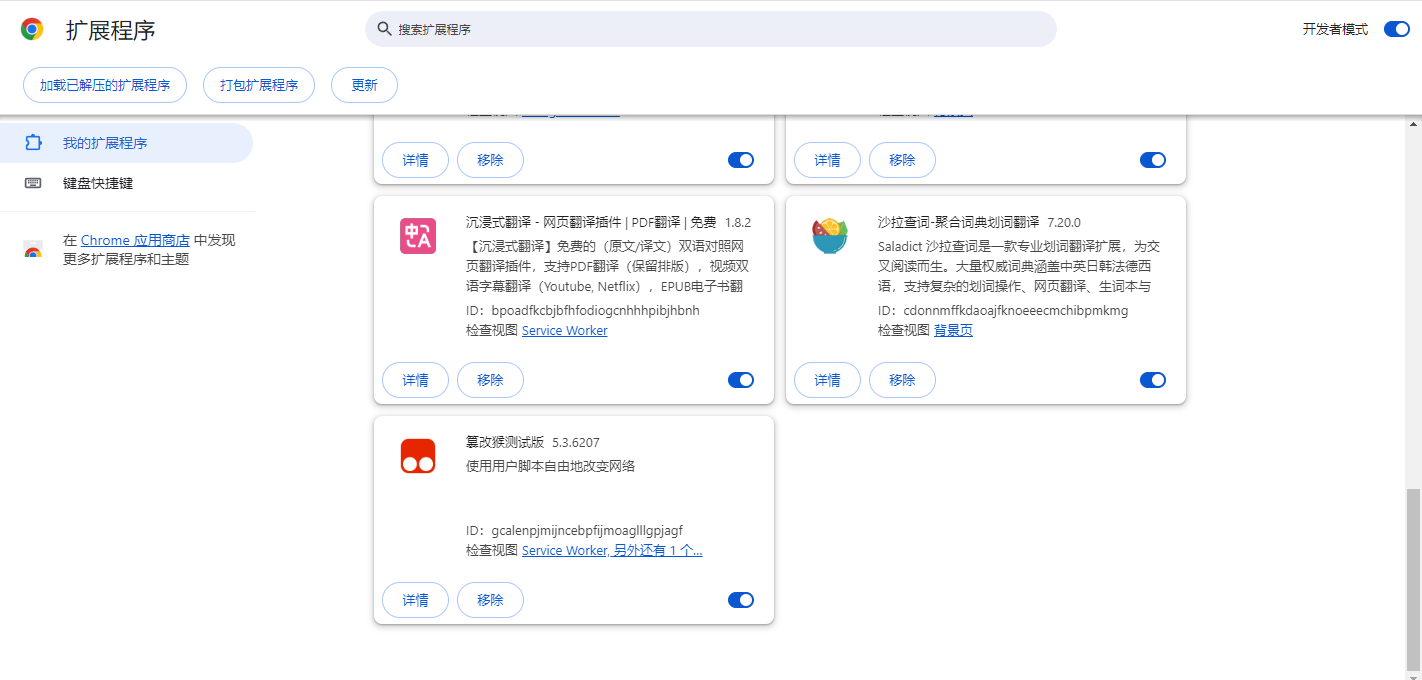 扩展程序
搜索扩展程序
开发者模式
加载已解压的扩展程序
打包扩展程序
更新
我的扩展程序
键盘快捷键
在 Chrome 应用商店 中发现
更多扩展程序和主题
详情
移除
详情
移除
沉浸式翻译 - 网页翻译插件 | PDF翻译 | 免费 1.8.2
【沉浸式翻译】免费的（原文/译文）双语对照网
页翻译插件，支持PDF翻译（保留排版），视频双
语字幕翻译（Youtube, Netflix），EPUB电子书翻
ID：bpoadfkcbjbfhfodiogcnhhhpibjhbnh
检查视图 Service Worker
详情
移除
沙拉查词-聚合词典划词翻译 7.20.0
Saladict 沙拉查词是一款专业划词翻译扩展，为交
叉阅读而生。大量权威词典涵盖中英日韩法德西
语，支持复杂的划词操作、网页翻译、生词本与
ID：cdonnmffkdaoajfknoeeecmchibpmkmg
检查视图 背景页
详情
移除
篡改猴测试版 5.3.6207
使用用户脚本自由地改变网络
ID：gcalenpjmijncebpfijmoaglllgpjagf
检查视图 Service Worker, 另外还有 1 个...
详情
移除